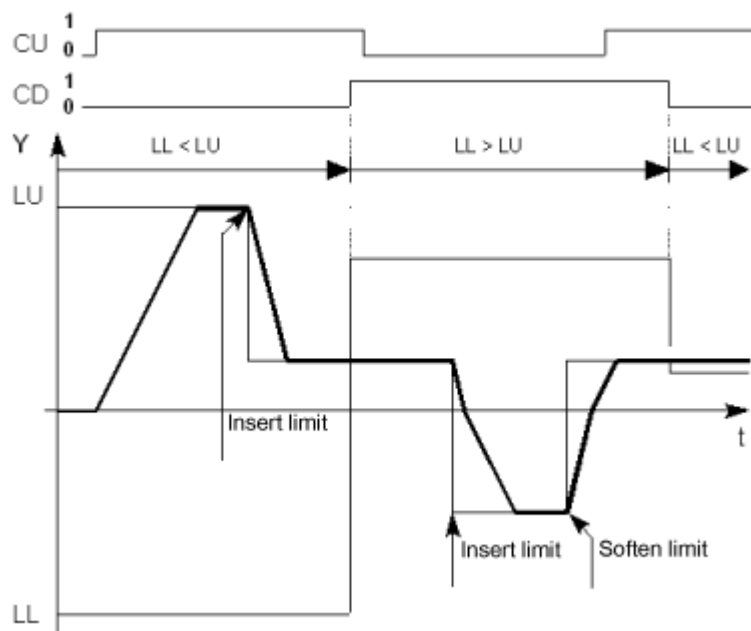 CU 1
0
CD 1
0
Y
LL < LU
LL > LU
LL < LU
LU
Insert limit
t
Insert limit
Soften limit
LL